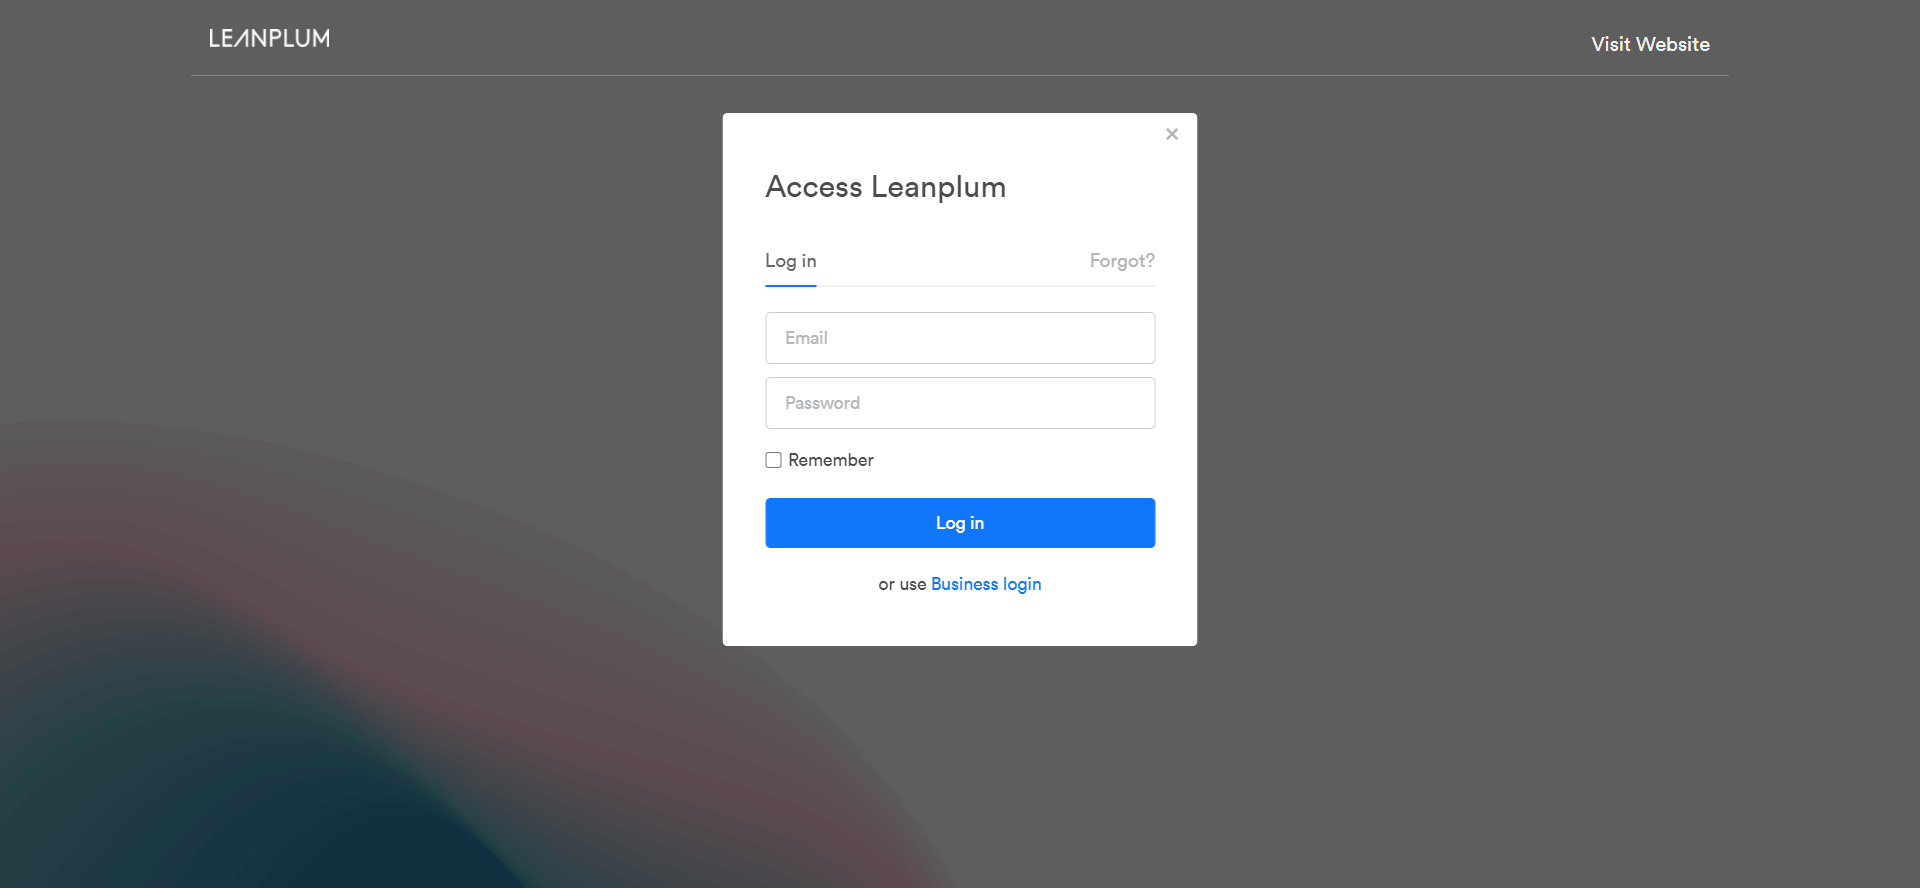 LEANPLUM
Visit Website
×
Access Leanplum
Log in
Forgot?
Email
Password
Remember
Log in
or use Business login